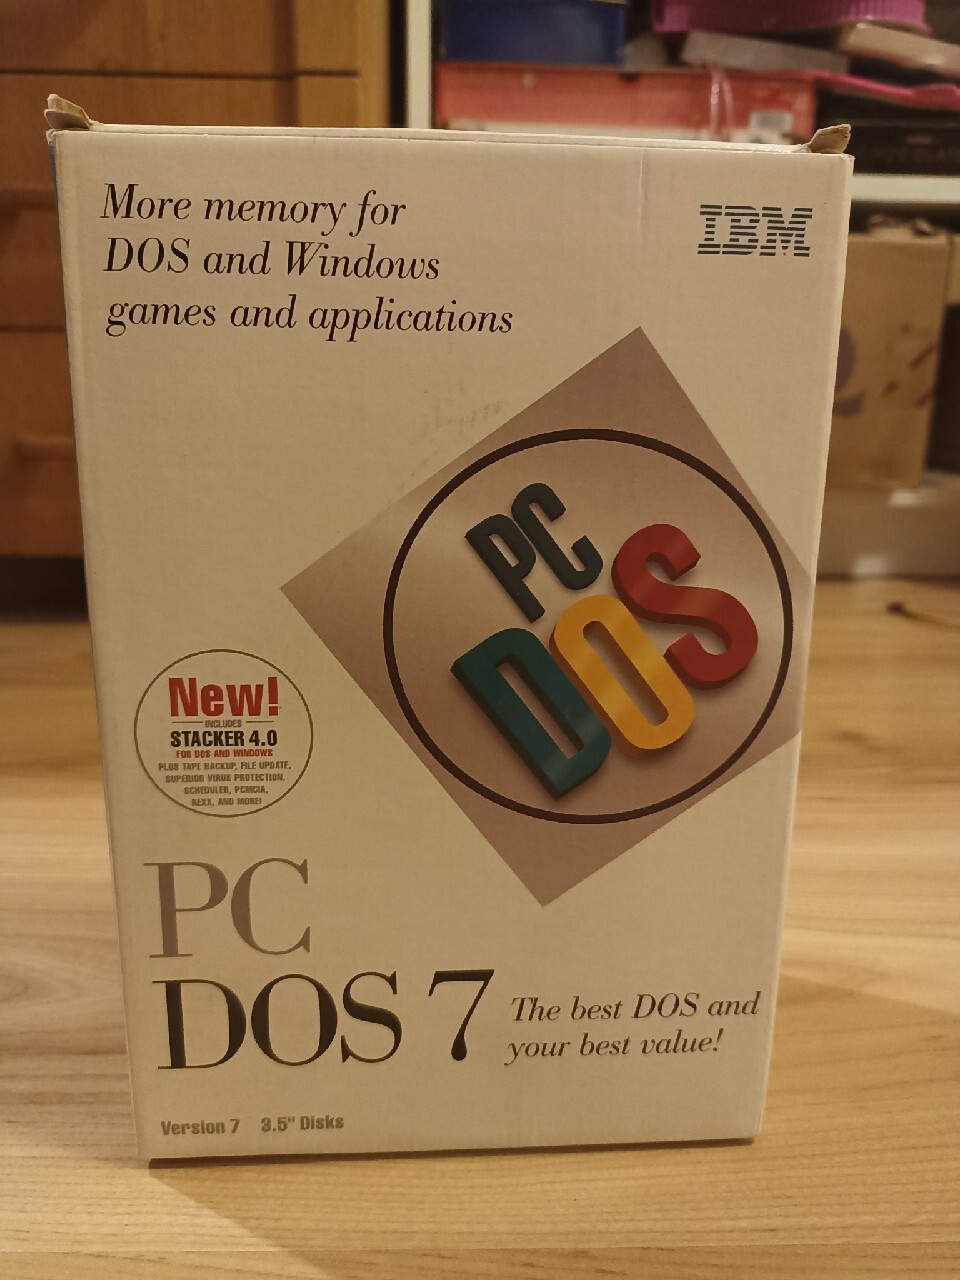 More memory for
DOS and Windows
games and applications
IBM
PC
DOS
New!
INCLUDES
STACKER 4.0
FOR DOS AND WINDOWS
PLUS TAPE BACKUP, FILE UPDATE,
SUPERIOR VIRUS PROTECTION,
SCHEDULER, PCMCIA,
REXX, AND MORE!
PC
DOS 7
The best DOS and
your best value!
Version 7 3.5" Disks